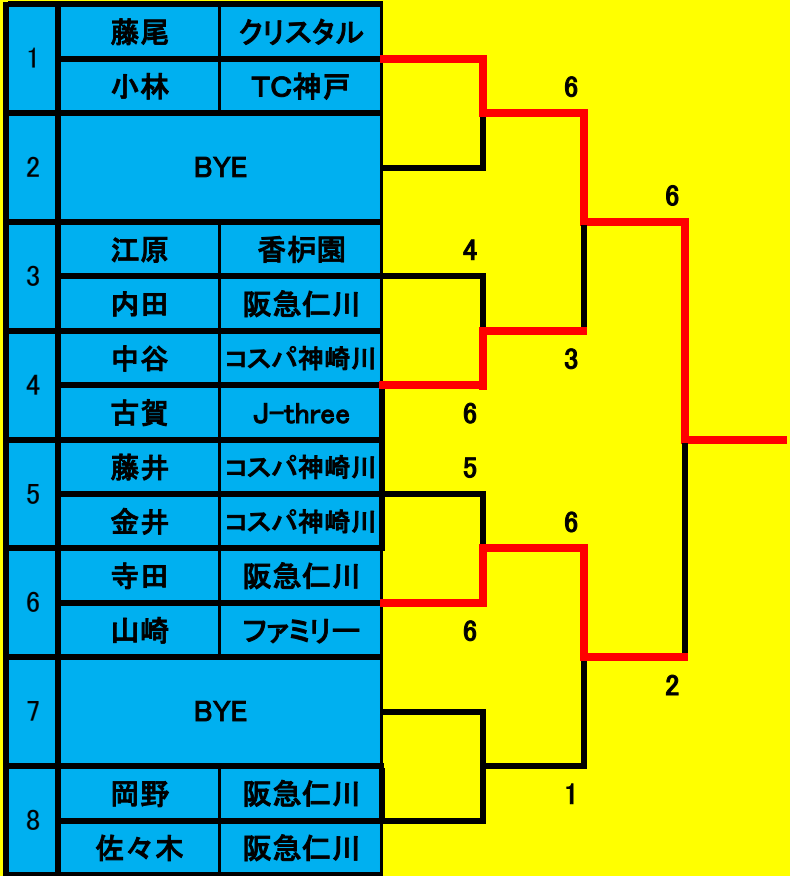 1
藤尾 クリスタル
小林 TC神戸
2
BYE
3
江原 香枦園
内田 阪急仁川
4
中谷 コスパ神崎川
古賀 J-three
5
藤井 コスパ神崎川
金井 コスパ神崎川
6
寺田 阪急仁川
山崎 ファミリー
7
BYE
8
岡野 阪急仁川
佐々木 阪急仁川
6
6
4
3
6
5
6
6
2
1